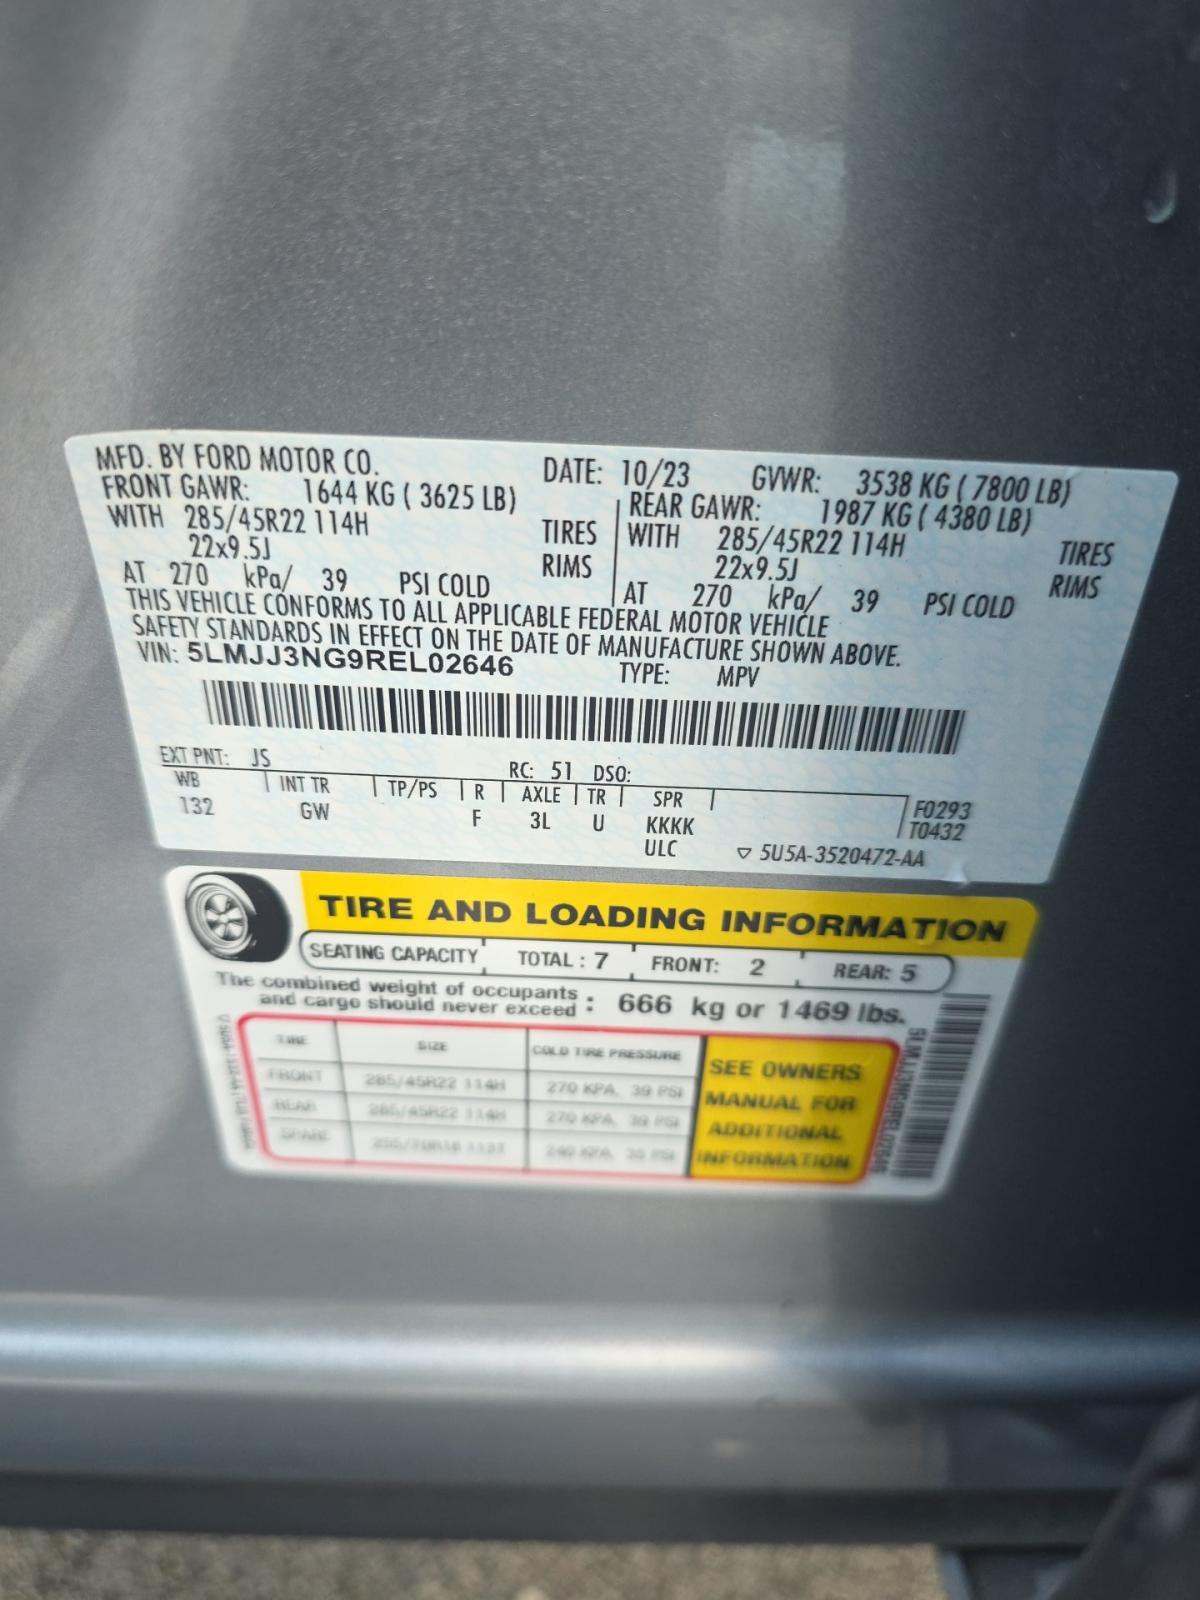 MFD. BY FORD MOTOR CO. DATE: 10/23 GVWR: 3538 KG ( 7800 LB)
FRONT GAWR: 1644 KG ( 3625 LB) REAR GAWR: 1987 KG ( 4380 LB)
WITH 285/45R22 114H TIRES WITH 285/45R22 114H TIRES
22x9.5J RIMS 22x9.5J RIMS
AT 270 kPa/ 39 PSI COLD AT 270 kPa/ 39 PSI COLD
THIS VEHICLE CONFORMS TO ALL APPLICABLE FEDERAL MOTOR VEHICLE
SAFETY STANDARDS IN EFFECT ON THE DATE OF MANUFACTURE SHOWN ABOVE.
VIN: 5LMJJ3NG9REL02646 TYPE: MPV
EXT PNT: JS RC: 51 DSO:
WB INT TR TP/PS R AXLE TR SPR F0293
132 GW F 3L U KKKK T0432
ULC ▽ 5U5A-3520472-AA
TIRE AND LOADING INFORMATION
SEATING CAPACITY TOTAL : 7 FRONT: 2 REAR: 5
The combined weight of occupants
and cargo should never exceed : 666 kg or 1469 lbs.
TIRE SIZE COLD TIRE PRESSURE
FRONT 285/45R22 114H 270 KPA, 39 PSI
REAR 285/45R22 114H 270 KPA, 39 PSI
SPARE
SEE OWNERS
MANUAL FOR
ADDITIONAL
INFORMATION
5LMJJ3NG9REL02646